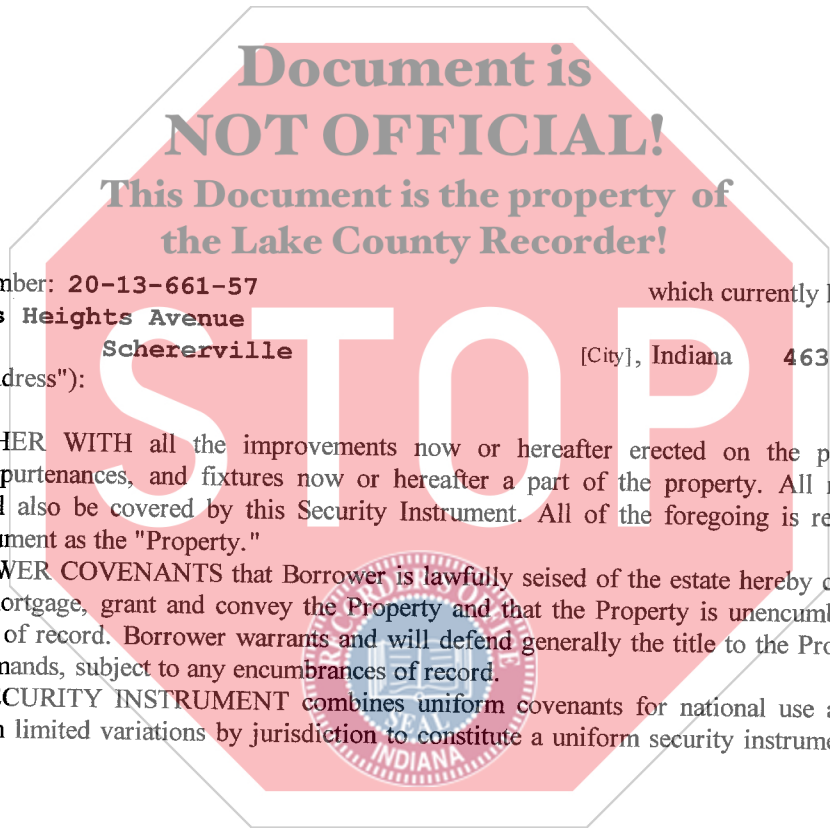 Document is
NOT OFFICIAL!
This Document is the property of
the Lake County Recorder!
mber: 20-13-661-57
which currently
s Heights Avenue
STOP
Schererville [City], Indiana 463
dress"):
HER WITH all the improvements now or hereafter erected on the p
purtenances, and fixtures now or hereafter a part of the property. All
l also be covered by this Security Instrument. All of the foregoing is re
ument as the "Property."
WER COVENANTS that Borrower is lawfully seised of the estate hereby c
ortgage, grant and convey the Property and that the Property is unencumb
of record. Borrower warrants and will defend generally the title to the Pro
mands, subject to any encumbrances of record.
ECURITY INSTRUMENT combines uniform covenants for national use a
n limited variations by jurisdiction to constitute a uniform security instrume
RECORDER'S OFFICE
SEAL
INDIANA